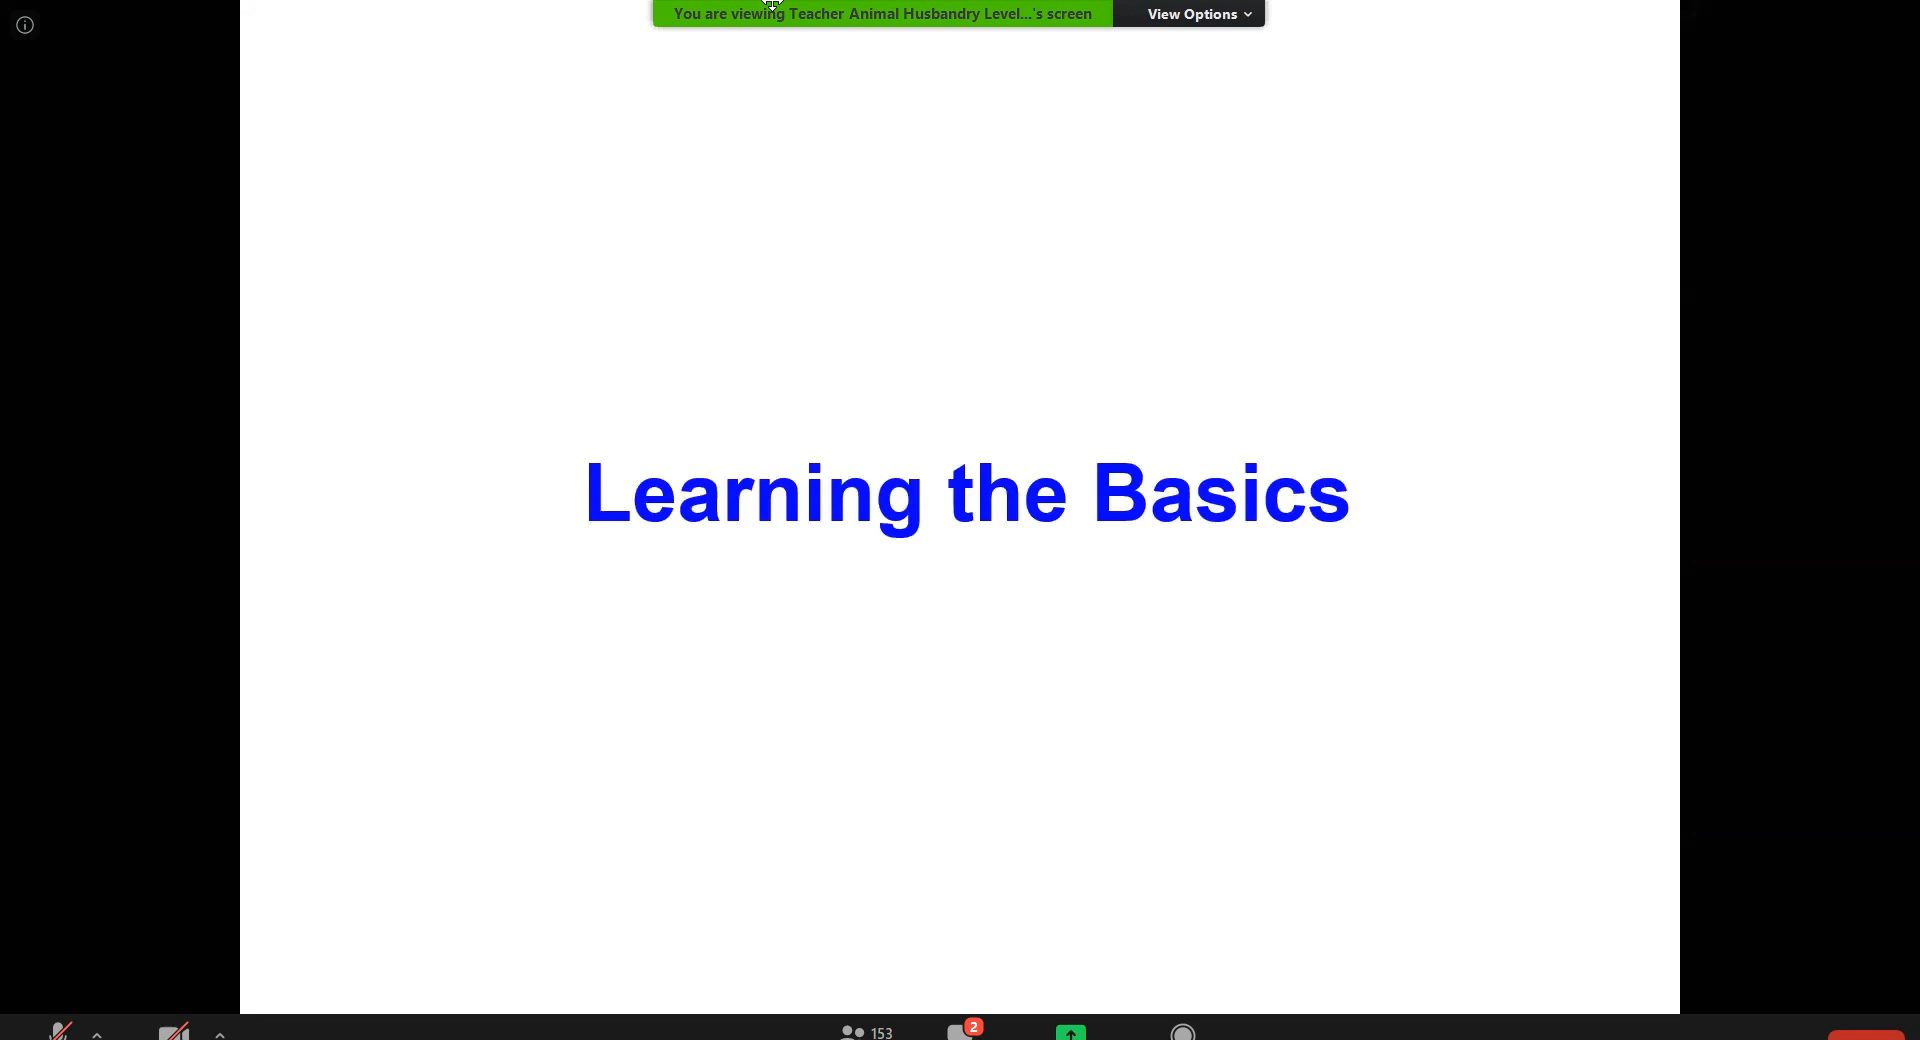 You are viewing Teacher Animal Husbandry Level...'s screen
View Options
Learning the Basics
153
2